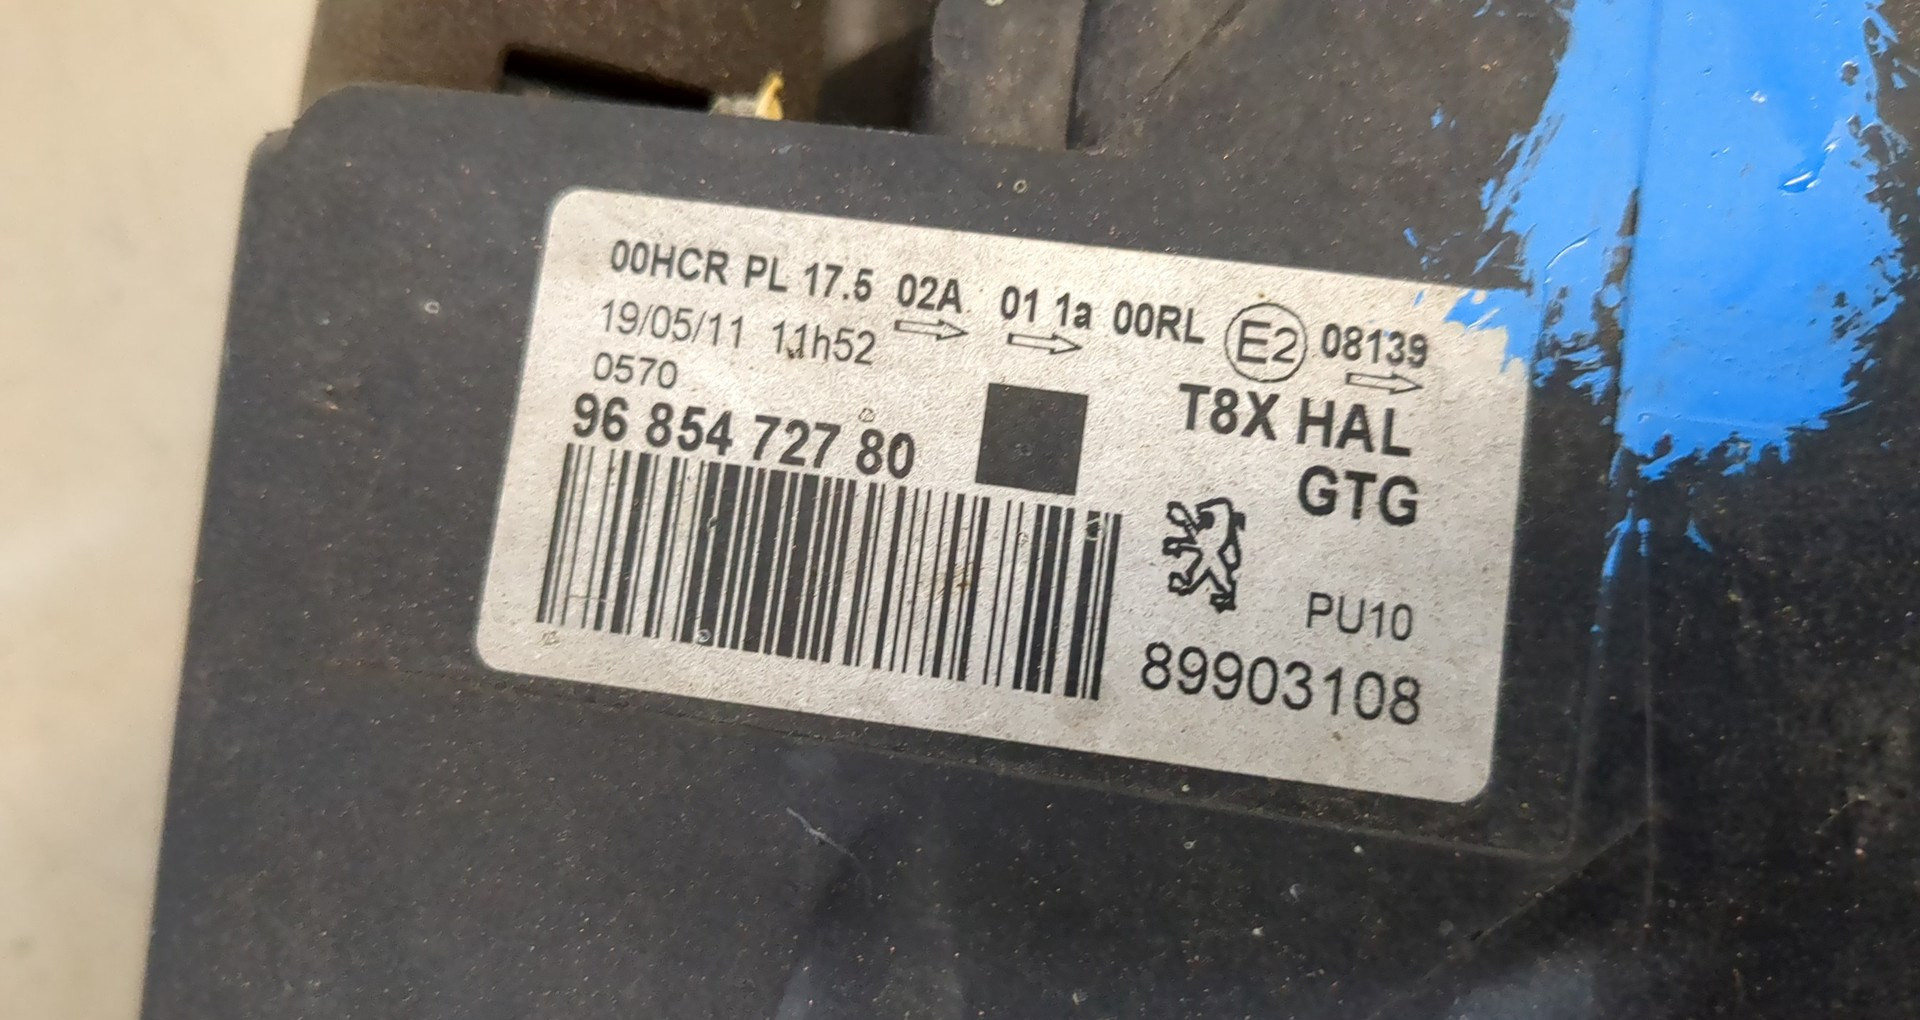 00HCR PL 17.5 02A 01 1a 00RL E2 08139
19/05/11 11h52
0570
96 854 727 80
T8X HAL
GTG
PU10
89903108